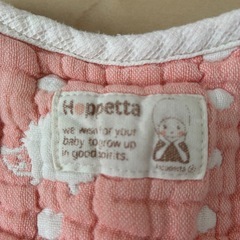 Hoppetta
we wish for your
baby to grow up
in good spirits.